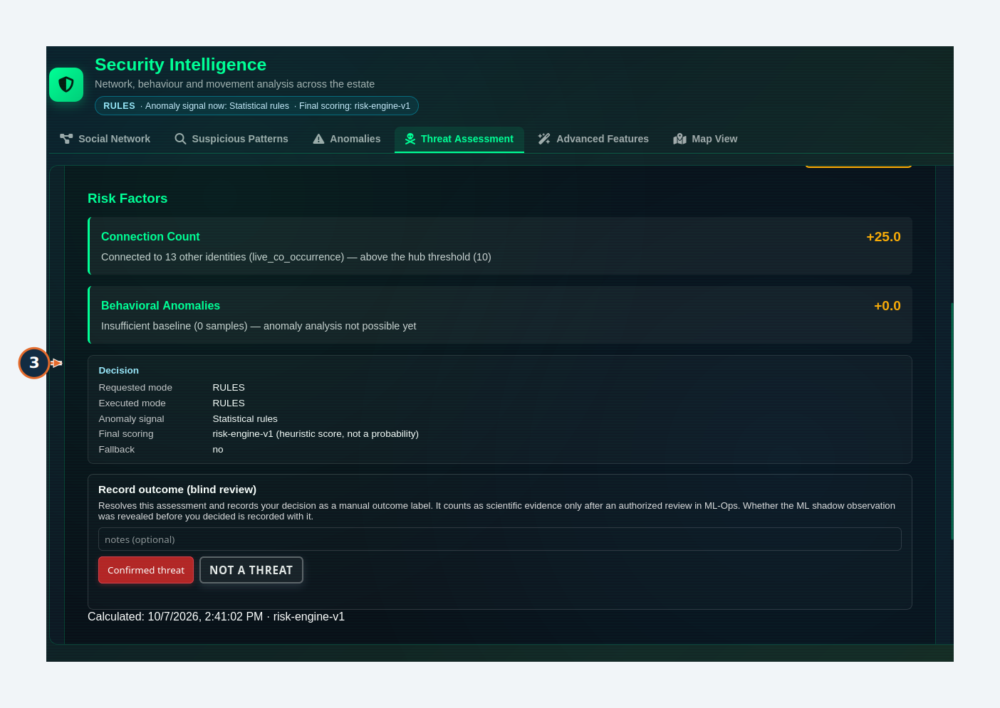 Security Intelligence
Network, behaviour and movement analysis across the estate
RULES · Anomaly signal now: Statistical rules · Final scoring: risk-engine-v1
Social Network Suspicious Patterns Anomalies Threat Assessment Advanced Features Map View
Risk Factors
Connection Count +25.0
Connected to 13 other identities (live_co_occurrence) — above the hub threshold (10)
Behavioral Anomalies +0.0
Insufficient baseline (0 samples) — anomaly analysis not possible yet
3
Decision
Requested mode RULES
Executed mode RULES
Anomaly signal Statistical rules
Final scoring risk-engine-v1 (heuristic score, not a probability)
Fallback no
Record outcome (blind review)
Resolves this assessment and records your decision as a manual outcome label. It counts as scientific evidence only after an authorized review in ML-Ops. Whether the ML shadow observation
was revealed before you decided is recorded with it.
notes (optional)
Confirmed threat NOT A THREAT
Calculated: 10/7/2026, 2:41:02 PM · risk-engine-v1